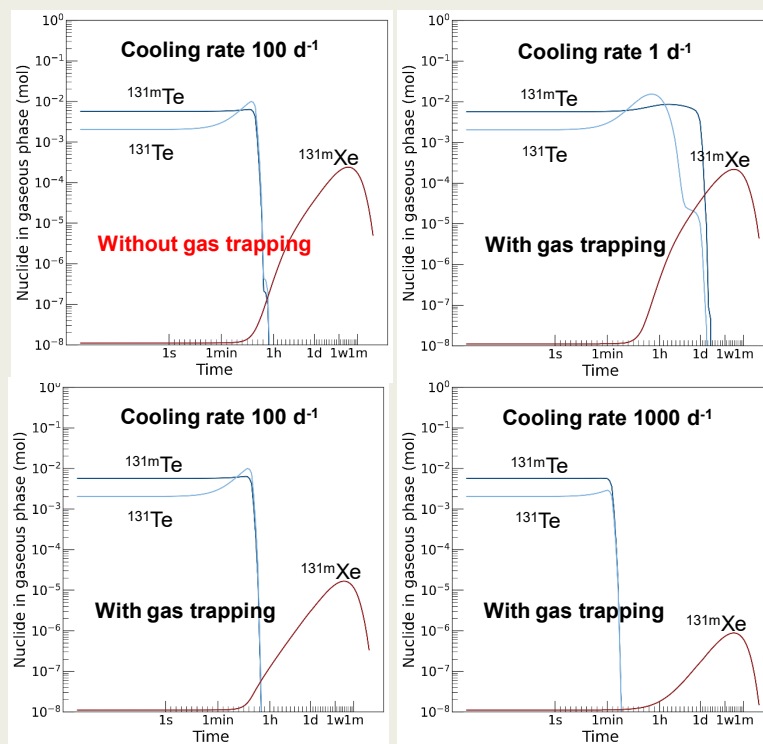 10⁰
Cooling rate 100 d⁻¹
10⁻¹
10⁻²
¹³¹ᵐTe
¹³¹Te
10⁻³
¹³¹ᵐXe
10⁻⁴
10⁻⁵
Without gas trapping
10⁻⁶
10⁻⁷
10⁻⁸
Nuclide in gaseous phase (mol)
1s 1min 1h 1d 1w1m
Time
10⁰
Cooling rate 1 d⁻¹
10⁻¹
¹³¹ᵐTe
10⁻²
¹³¹Te
10⁻³
¹³¹ᵐXe
10⁻⁴
10⁻⁵
With gas trapping
10⁻⁶
10⁻⁷
10⁻⁸
Nuclide in gaseous phase (mol)
1s 1min 1h 1d 1w1m
Time
10⁰
Cooling rate 100 d⁻¹
10⁻¹
¹³¹ᵐTe
10⁻²
¹³¹Te
10⁻³
10⁻⁴
¹³¹ᵐXe
10⁻⁵
With gas trapping
10⁻⁶
10⁻⁷
10⁻⁸
Nuclide in gaseous phase (mol)
1s 1min 1h 1d 1w1m
Time
10⁰
Cooling rate 1000 d⁻¹
10⁻¹
¹³¹ᵐTe
10⁻²
¹³¹Te
10⁻³
10⁻⁴
10⁻⁵
With gas trapping
¹³¹ᵐXe
10⁻⁶
10⁻⁷
10⁻⁸
Nuclide in gaseous phase (mol)
1s 1min 1h 1d 1w1m
Time